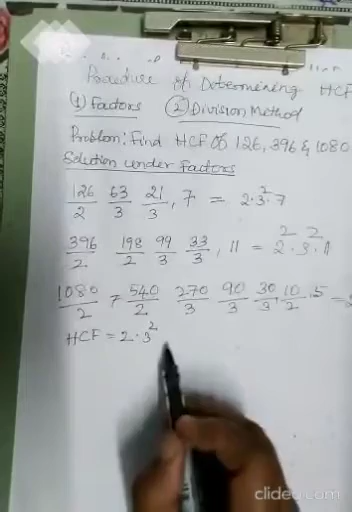 Procedure of Determining HCF
(1) Factors (2) Division Method
Problem: Find HCF of 126, 396 & 1080
Solution under Factors
126/2 63/3 21/3, 7 = 2·3²·7
396/2 198/2 99/3 33/3, 11 = 2²·3²·11
1080/2 540/2 270/3 90/3 30/3, 10/2, 5 =
HCF = 2·3²
clideo.com